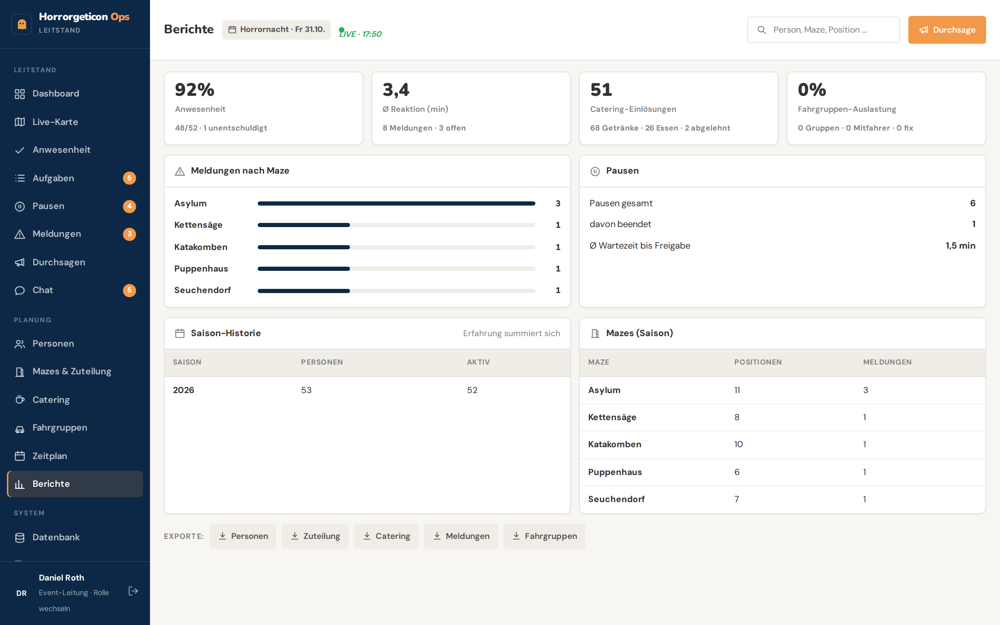 Horrorgeticon Ops
LEITSTAND
LEITSTAND
Dashboard
Live-Karte
Anwesenheit
Aufgaben 5
Pausen 4
Meldungen 3
Durchsagen
Chat 5
PLANUNG
Personen
Mazes & Zuteilung
Catering
Fahrgruppen
Zeitplan
Berichte
SYSTEM
Datenbank
DR
Daniel Roth
Event-Leitung · Rolle
wechseln
Berichte
Horrornacht · Fr 31.10.
LIVE · 17:50
Person, Maze, Position ...
Durchsage
92%
Anwesenheit
48/52 · 1 unentschuldigt
3,4
Ø Reaktion (min)
8 Meldungen · 3 offen
51
Catering-Einlösungen
68 Getränke · 26 Essen · 2 abgelehnt
0%
Fahrgruppen-Auslastung
0 Gruppen · 0 Mitfahrer · 0 fix
Meldungen nach Maze
Asylum 3
Kettensäge 1
Katakomben 1
Puppenhaus 1
Seuchendorf 1
Pausen
Pausen gesamt 6
davon beendet 1
Ø Wartezeit bis Freigabe 1,5 min
Saison-Historie Erfahrung summiert sich
SAISON PERSONEN AKTIV
2026 53 52
Mazes (Saison)
MAZE POSITIONEN MELDUNGEN
Asylum 11 3
Kettensäge 8 1
Katakomben 10 1
Puppenhaus 6 1
Seuchendorf 7 1
EXPORTE: Personen Zuteilung Catering Meldungen Fahrgruppen